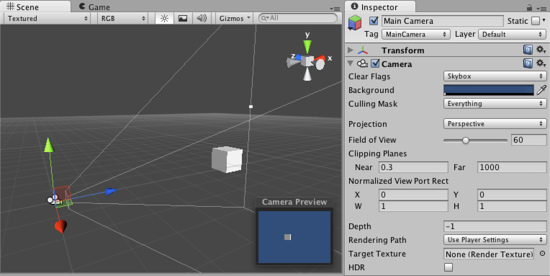 Scene Game
Textured RGB Gizmos All
y
z x
Camera Preview
Inspector
Main Camera Static
Tag MainCamera Layer Default
Transform
Camera
Clear Flags Skybox
Background
Culling Mask Everything
Projection Perspective
Field of View 60
Clipping Planes
Near 0.3 Far 1000
Normalized View Port Rect
X 0 Y 0
W 1 H 1
Depth -1
Rendering Path Use Player Settings
Target Texture None (Render Texture)
HDR